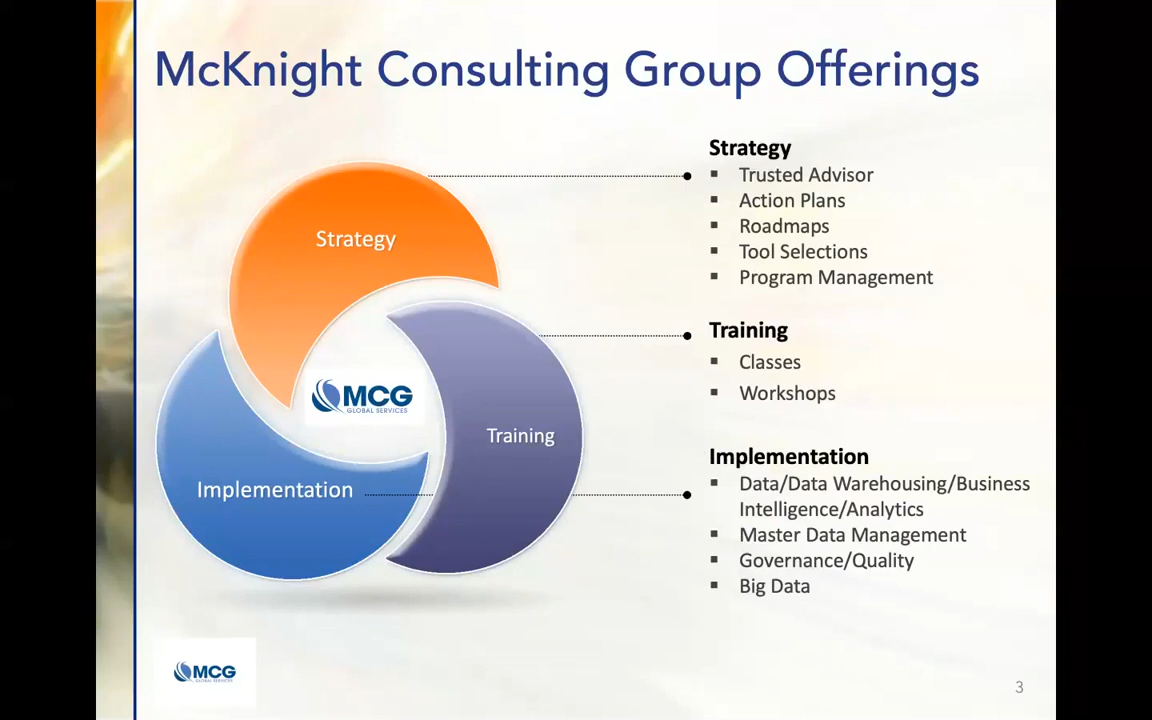 McKnight Consulting Group Offerings
Strategy
▪ Trusted Advisor
▪ Action Plans
▪ Roadmaps
▪ Tool Selections
▪ Program Management
Strategy
Training
▪ Classes
▪ Workshops
MCG
GLOBAL SERVICES
Training
Implementation
Implementation
▪ Data/Data Warehousing/Business
Intelligence/Analytics
▪ Master Data Management
▪ Governance/Quality
▪ Big Data
MCG
GLOBAL SERVICES
3